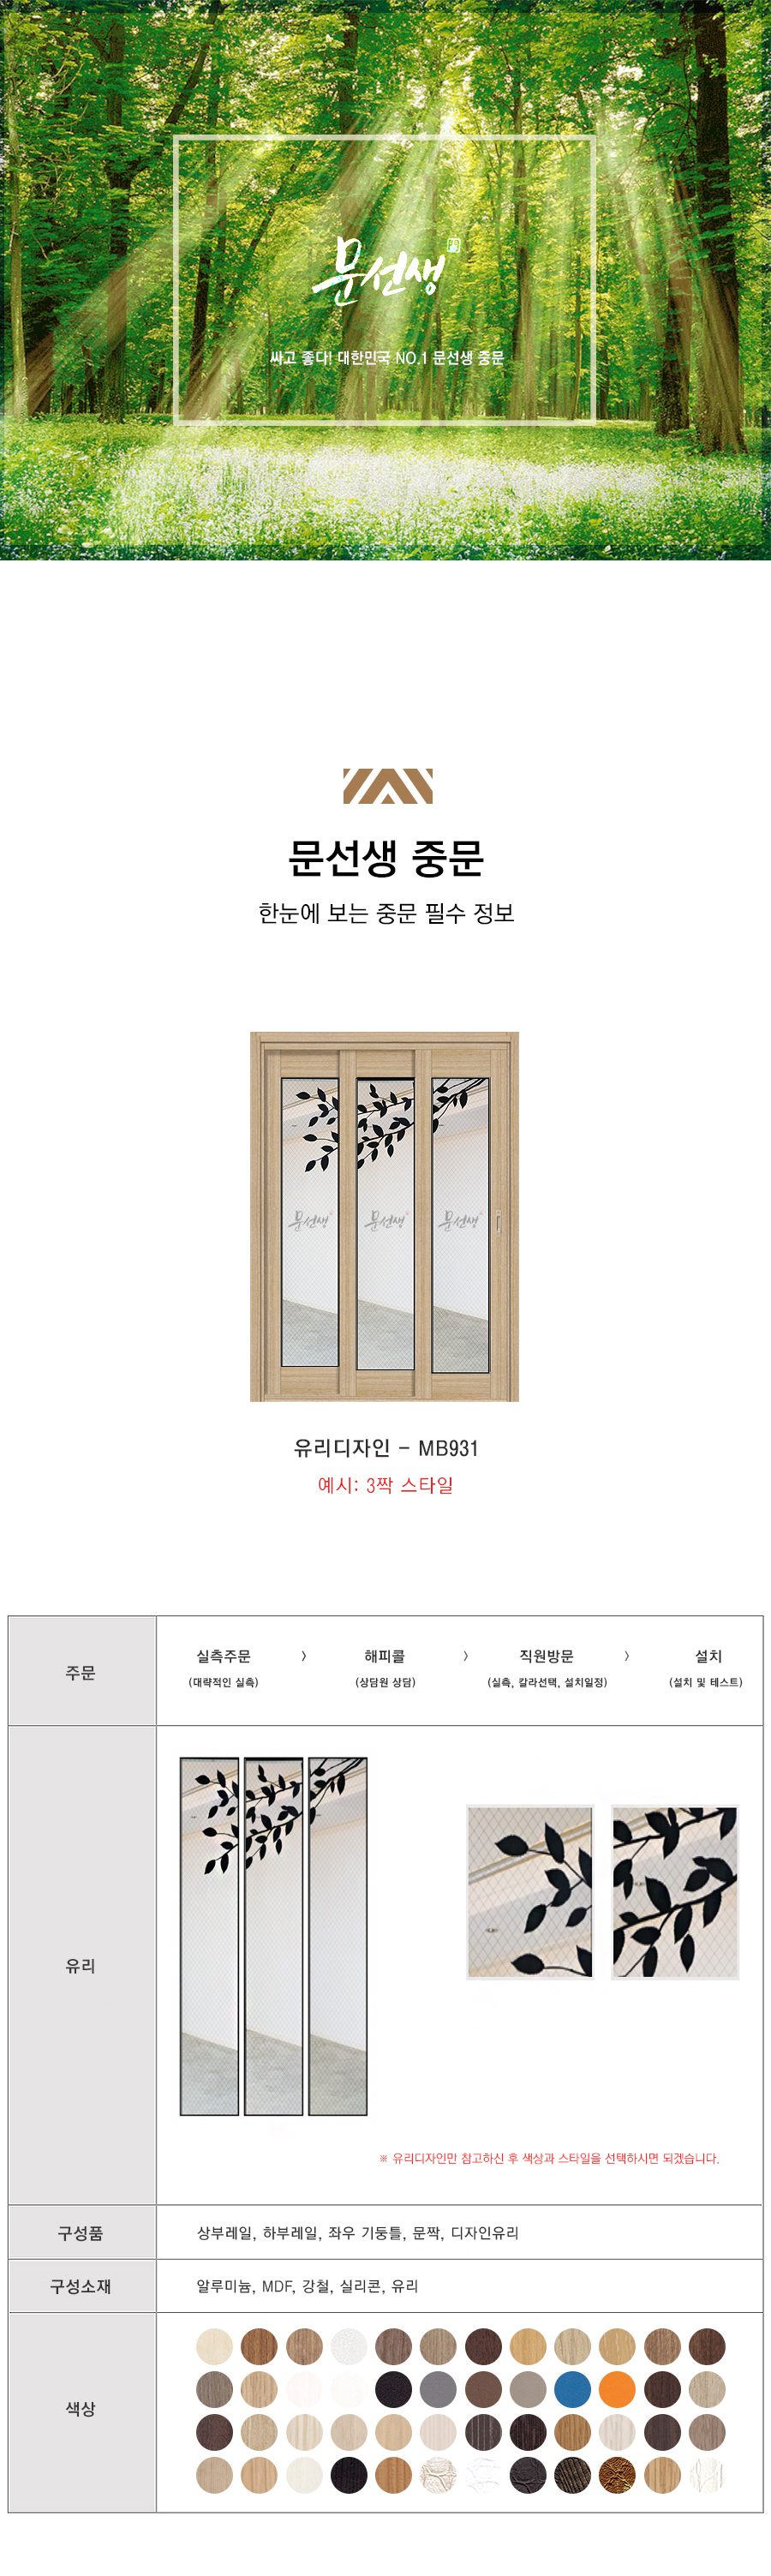 문선생
싸고 좋다! 대한민국 NO.1 문선생 중문
문선생 중문
한눈에 보는 중문 필수 정보
문선생 문선생 문선생
유리디자인 - MB931
예시: 3짝 스타일
주문
실측주문 > 해피콜 > 직원방문 > 설치
(대략적인 실측) (상담원 상담) (실측, 칼라선택, 설치일정) (설치 및 테스트)
유리
※ 유리디자인만 참고하신 후 색상과 스타일을 선택하시면 되겠습니다.
구성품
상부레일, 하부레일, 좌우 기둥틀, 문짝, 디자인유리
구성소재
알루미늄, MDF, 강철, 실리콘, 유리
색상